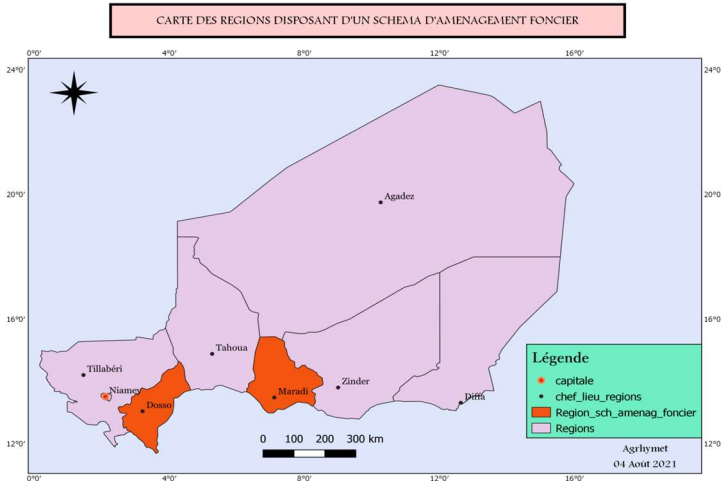 CARTE DES REGIONS DISPOSANT D'UN SCHEMA D'AMENAGEMENT FONCIER
0°0' 4°0' 8°0' 12°0' 16°0'
24°0' 24°0'
Agadez
20°0' 20°0'
16°0' 16°0'
Tahoua
Tillabéri
Niamey
Dosso
Maradi
Zinder
Diffa
Légende
capitale
chef_lieu_regions
Region_sch_amenag_foncier
Regions
0 100 200 300 km
12°0' 12°0'
Agrhymet
04 Août 2021
0°0' 4°0' 8°0' 12°0' 16°0'